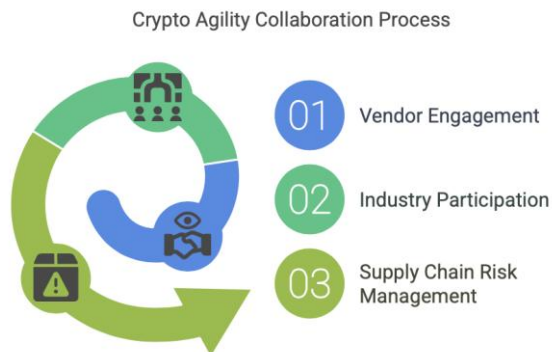 Crypto Agility Collaboration Process
01
Vendor Engagement
02
Industry Participation
03
Supply Chain Risk
Management